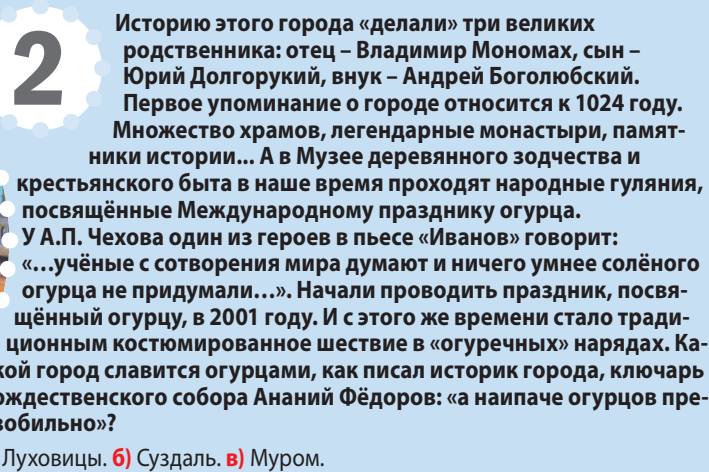 2
Историю этого города «делали» три великих
родственника: отец – Владимир Мономах, сын –
Юрий Долгорукий, внук – Андрей Боголюбский.
Первое упоминание о городе относится к 1024 году.
Множество храмов, легендарные монастыри, памят-
ники истории... А в Музее деревянного зодчества и
крестьянского быта в наше время проходят народные гуляния,
посвящённые Международному празднику огурца.
У А.П. Чехова один из героев в пьесе «Иванов» говорит:
«…учёные с сотворения мира думают и ничего умнее солёного
огурца не придумали…». Начали проводить праздник, посвя-
щённый огурцу, в 2001 году. И с этого же времени стало тради-
ционным костюмированное шествие в «огуречных» нарядах. Ка-
кой город славится огурцами, как писал историк города, ключарь
ождественского собора Ананий Фёдоров: «а наипаче огурцов пре-
зобильно»?
Луховицы. б) Суздаль. в) Муром.